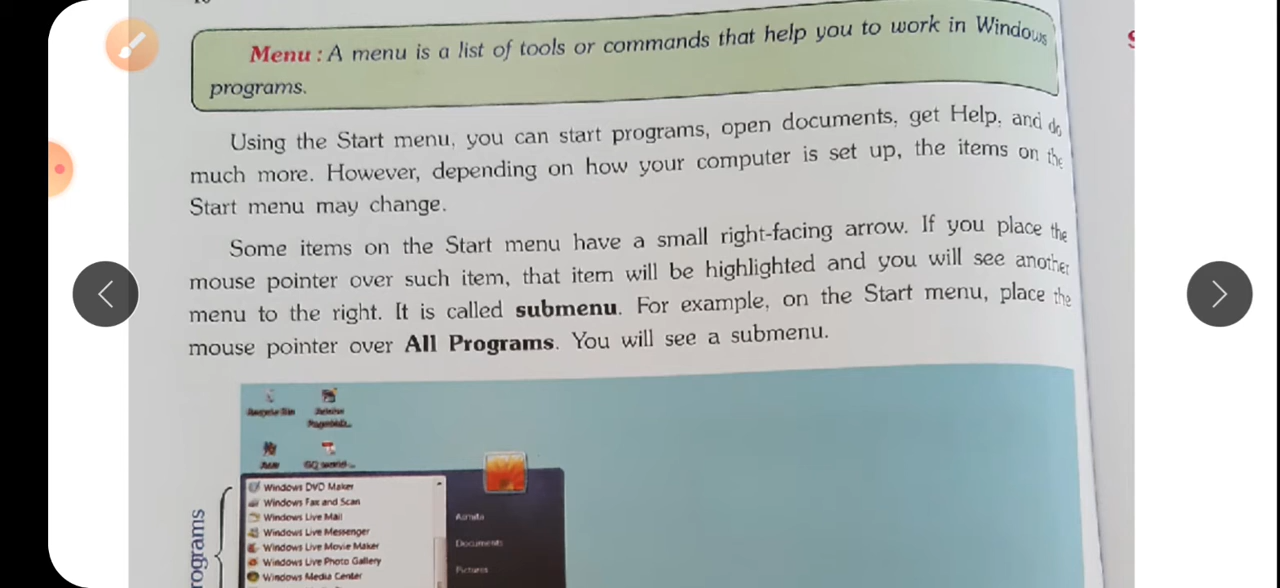 Menu : A menu is a list of tools or commands that help you to work in Windows
programs.
Using the Start menu, you can start programs, open documents, get Help, and do
much more. However, depending on how your computer is set up, the items on the
Start menu may change.
Some items on the Start menu have a small right-facing arrow. If you place the
mouse pointer over such item, that item will be highlighted and you will see another
menu to the right. It is called submenu. For example, on the Start menu, place the
mouse pointer over All Programs. You will see a submenu.
Recycle Bin
Windows DVD Maker
Windows Fax and Scan
Windows Live Mail
Windows Live Messenger
Windows Live Movie Maker
Windows Live Photo Gallery
Windows Media Center
Documents
Pictures